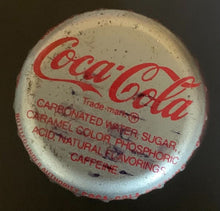 Coca-Cola
Trade-mark®
CARBONATED WATER, SUGAR,
CARAMEL COLOR, PHOSPHORIC
ACID, NATURAL FLAVORINGS,
CAFFEINE